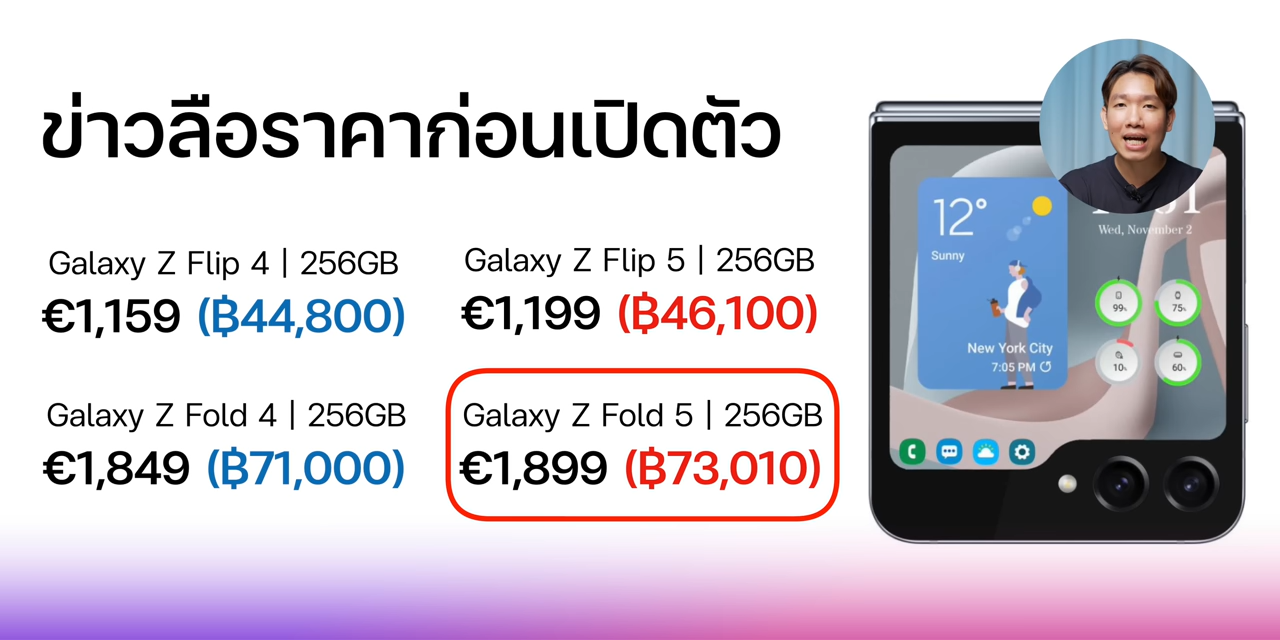 ข่าวลือราคาก่อนเปิดตัว
Galaxy Z Flip 4 | 256GB
€1,159 (฿44,800)
Galaxy Z Flip 5 | 256GB
€1,199 (฿46,100)
Galaxy Z Fold 4 | 256GB
€1,849 (฿71,000)
Galaxy Z Fold 5 | 256GB
€1,899 (฿73,010)
12°
Sunny
New York City
7:05 PM
Wed, November 2
99%
75%
10%
60%